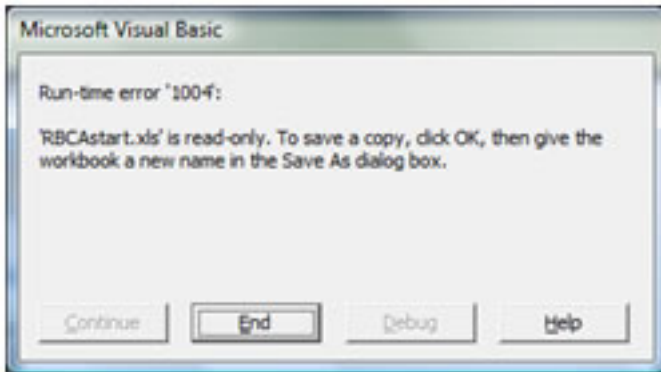 Microsoft Visual Basic
Run-time error '1004':
'RBCAstart.xls' is read-only. To save a copy, click OK, then give the
workbook a new name in the Save As dialog box.
Continue End Debug Help